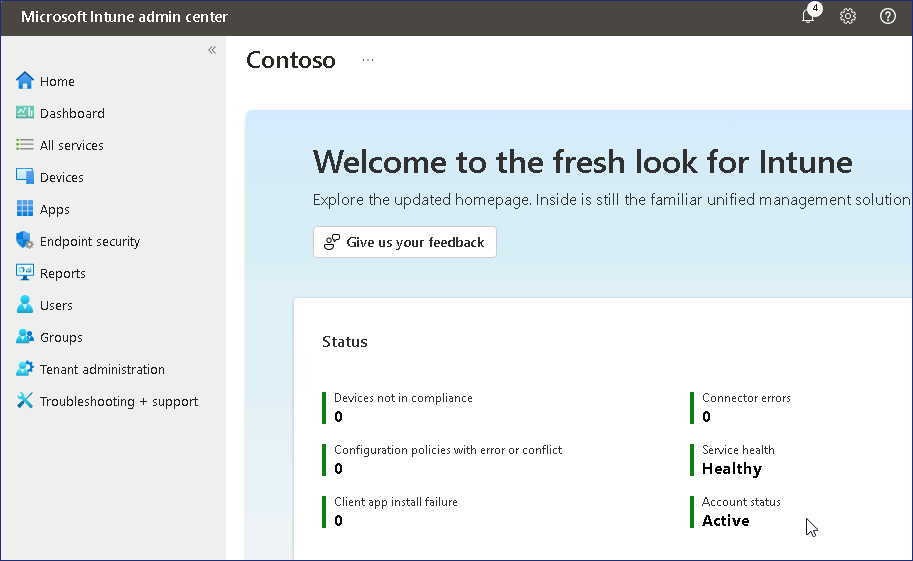 Microsoft Intune admin center
4
«
Home
Dashboard
All services
Devices
Apps
Endpoint security
Reports
Users
Groups
Tenant administration
Troubleshooting + support
Contoso
...
Welcome to the fresh look for Intune
Explore the updated homepage. Inside is still the familiar unified management solution
Give us your feedback
Status
Devices not in compliance
0
Configuration policies with error or conflict
0
Client app install failure
0
Connector errors
0
Service health
Healthy
Account status
Active